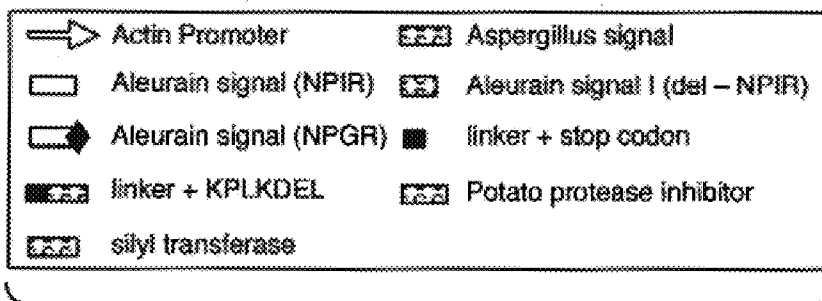 Actin Promoter Aspergillus signal
Aleurain signal (NPIR) Aleurain signal I (del – NPIR)
Aleurain signal (NPGR) linker + stop codon
linker + KPLKDEL Potato protease inhibitor
silyl transferase